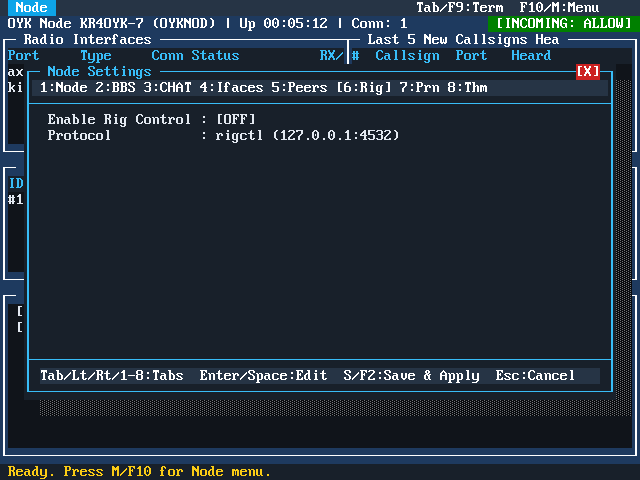 Node Tab/F9:Term F10/M:Menu
OYK Node KR4OYK-7 (OYKNOD) | Up 00:05:12 | Conn: 1 [INCOMING: ALLOW]
Radio Interfaces Last 5 New Callsigns Hea
Port Type Conn Status RX/ # Callsign Port Heard
ax
ki
Node Settings [X]
1:Node 2:BBS 3:CHAT 4:Ifaces 5:Peers [6:Rig] 7:Prn 8:Thm
Enable Rig Control : [OFF]
Protocol : rigctl (127.0.0.1:4532)
ID
#1
[
[
Tab/Lt/Rt/1-8:Tabs Enter/Space:Edit S/F2:Save & Apply Esc:Cancel
Ready. Press M/F10 for Node menu.